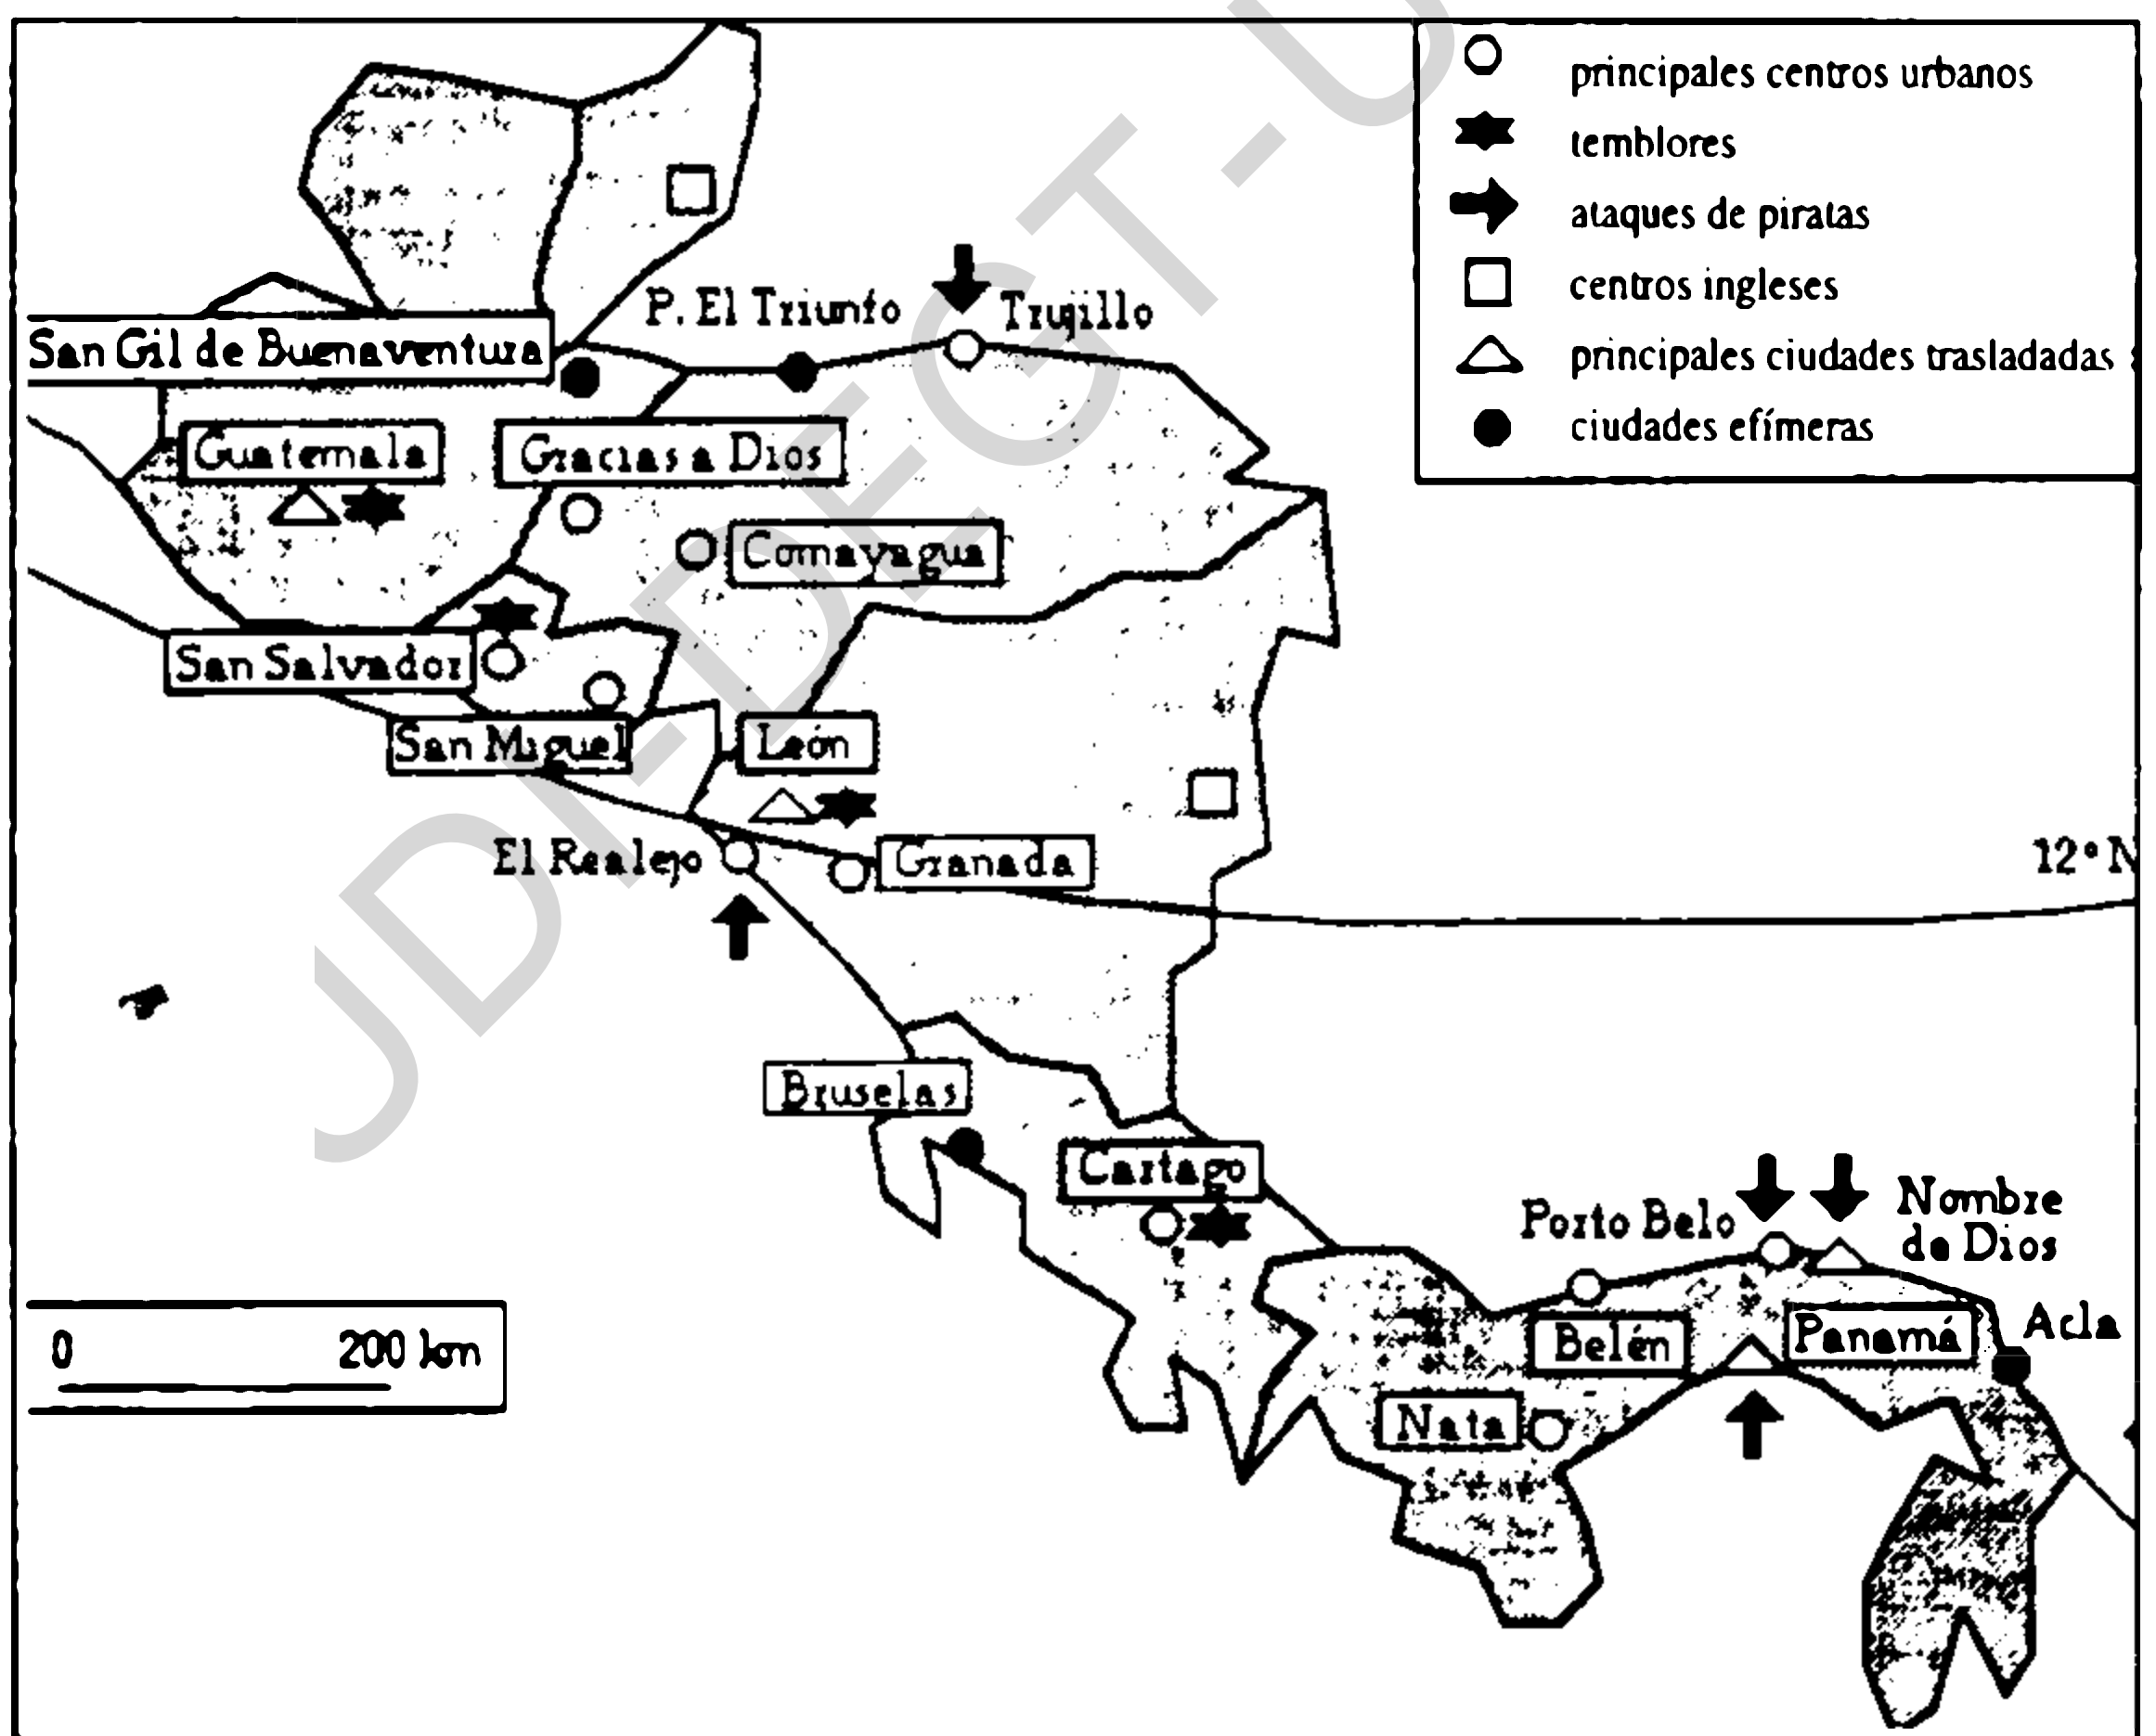 principales centros urbanos
temblores
ataques de piratas
centros ingleses
principales ciudades trasladadas
ciudades efímeras
P. El Triunfo
Trujillo
San Gil de Buenaventura
Guatemala
Gracias a Dios
Comayagua
San Salvador
San Miguel
León
El Realejo
Granada
12° N
Bruselas
Cartago
Porto Belo
Nombre
de Dios
Belén
Panamá
Acla
Nata
0 200 km